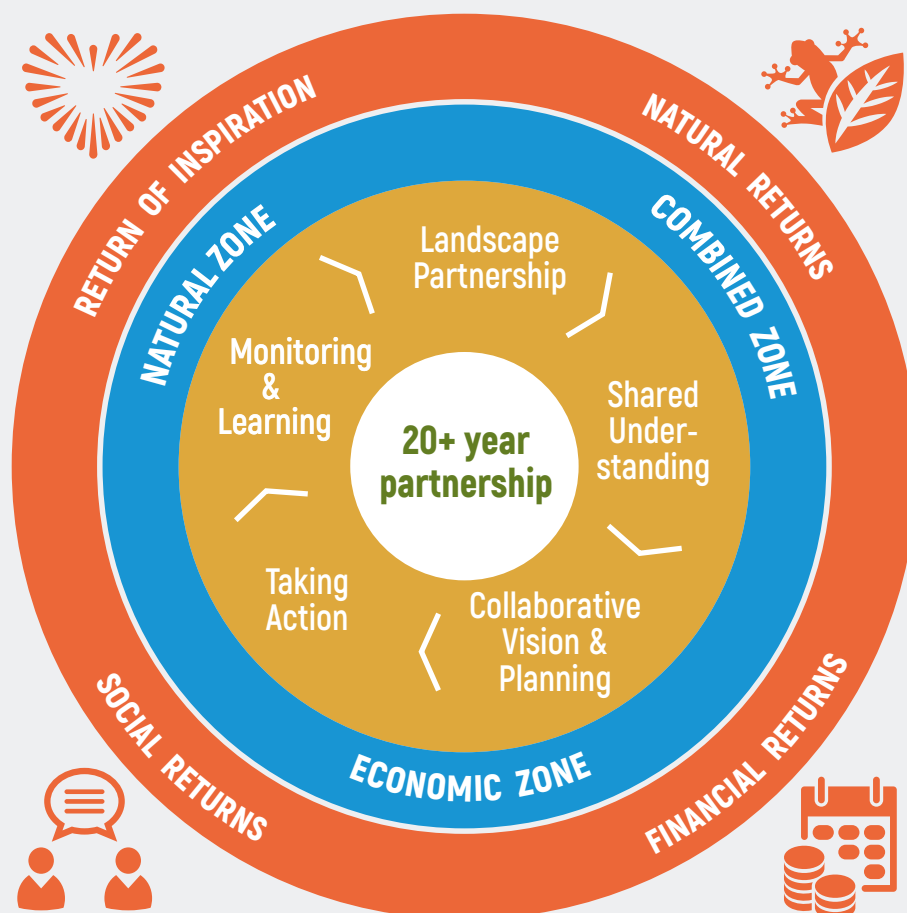 RETURN OF INSPIRATION
NATURAL RETURNS
NATURAL ZONE
COMBINED ZONE
Landscape
Partnership
Shared
Under-
standing
Collaborative
Vision &
Planning
Taking
Action
Monitoring
&
Learning
20+ year
partnership
ECONOMIC ZONE
SOCIAL RETURNS
FINANCIAL RETURNS